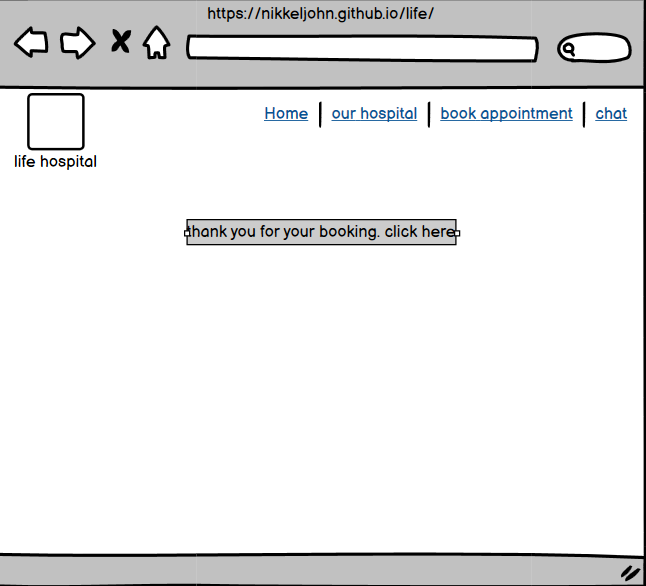 https://nikkeljohn.github.io/life/
Home our hospital book appointment chat
life hospital
thank you for your booking. click here